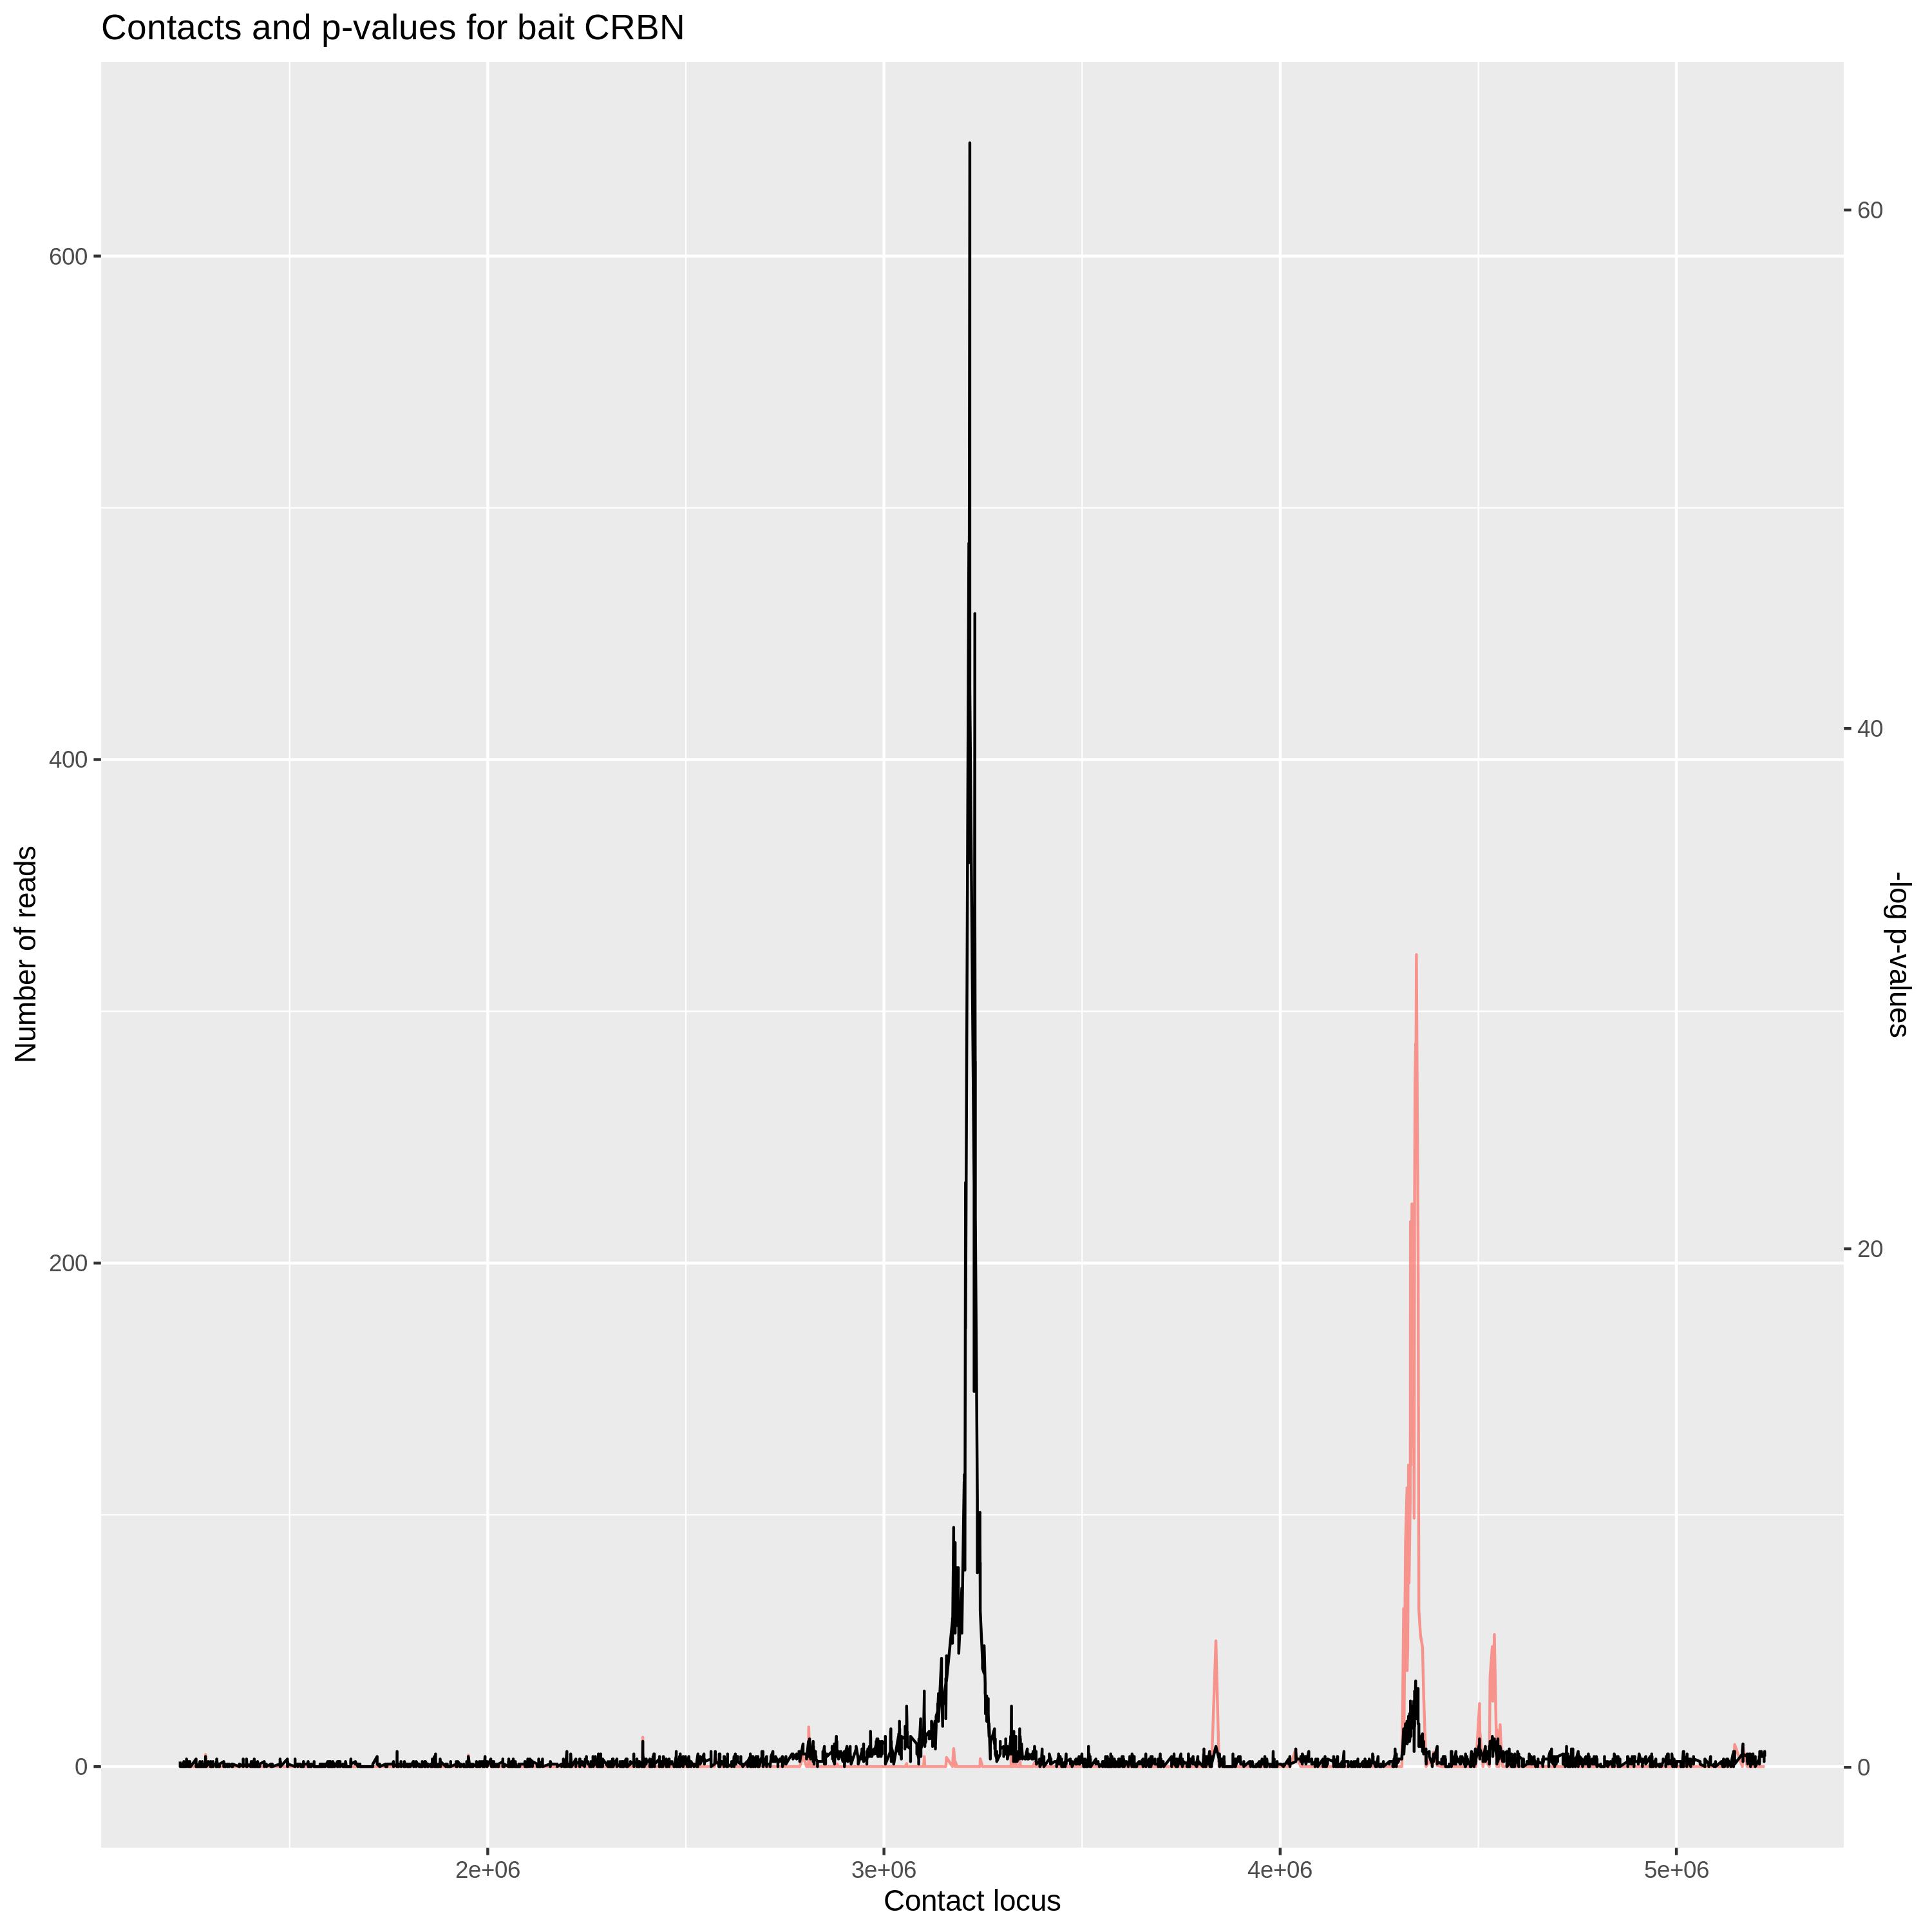 Contacts and p-values for bait CRBN
600
400
200
0
60
40
20
0
Number of reads
-log p-values
2e+06 3e+06 4e+06 5e+06
Contact locus